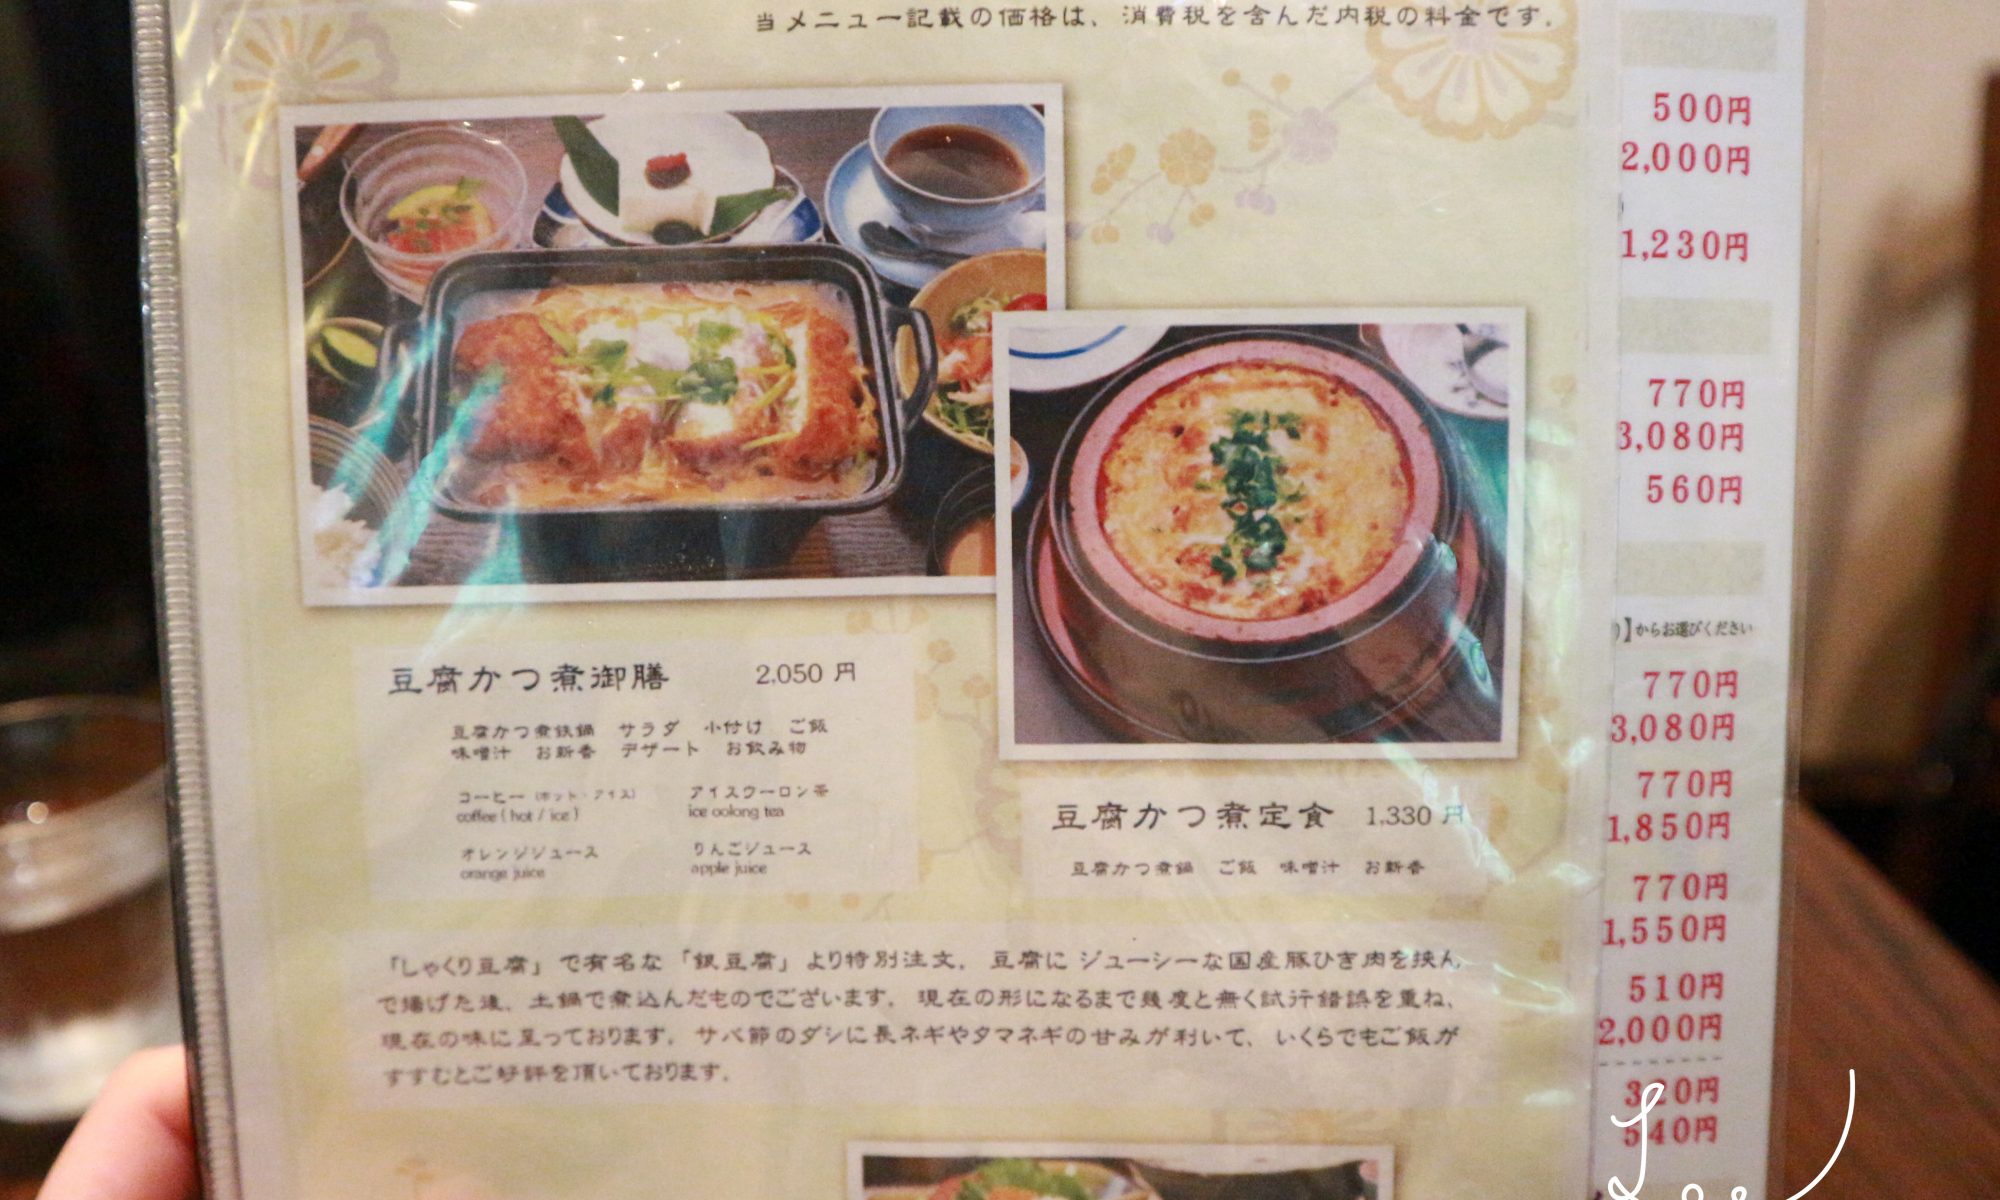 当メニュー記載の価格は、消費税を含んだ内税の料金です。
豆腐かつ煮御膳 2,050 円
豆腐かつ煮鉄鍋 サラダ 小付け ご飯
味噌汁 お新香 デザート お飲み物
コーヒー (ホット・アイス) アイスウーロン茶
coffee ( hot / ice ) ice oolong tea
オレンジジュース りんごジュース
orange juice apple juice
豆腐かつ煮定食 1,330 円
豆腐かつ煮鍋 ご飯 味噌汁 お新香
「しゃくり豆腐」で有名な「銀豆腐」より特別注文。豆腐に ジューシーな国産豚ひき肉を挟ん
で揚げた後、土鍋で煮込んだものでございます。現在の形になるまで幾度と無く試行錯誤を重ね、
現在の味に至っております。サバ節のダシに長ネギやタマネギの甘みが利いて、いくらでもご飯が
すすむとご好評を頂いております。
500円
2,000円
1,230円
770円
3,080円
560円
】からお選びください
770円
3,080円
770円
1,850円
770円
1,550円
510円
2,000円
320円
540円